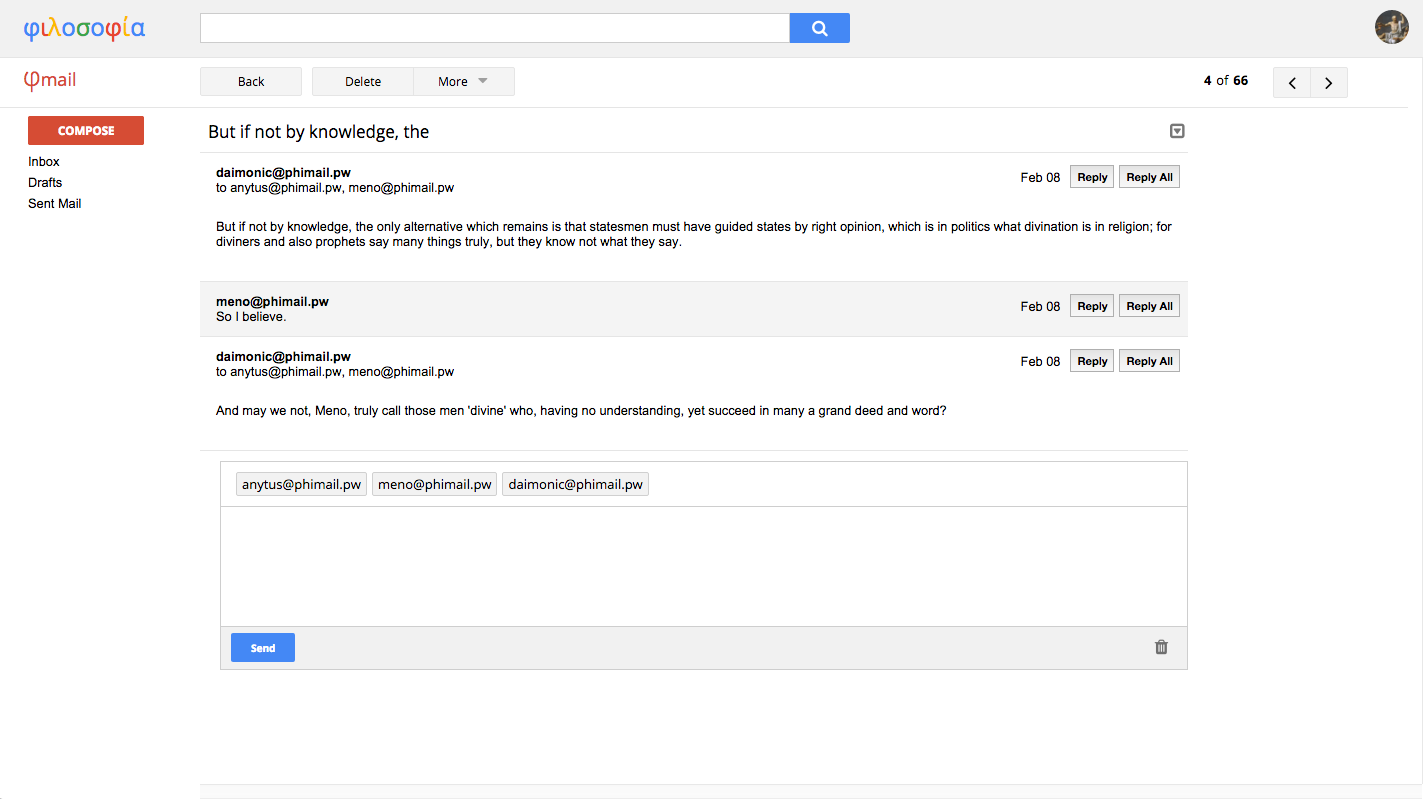 φιλοσοφία
φmail
Back
Delete
More
4 of 66
COMPOSE
Inbox
Drafts
Sent Mail
But if not by knowledge, the
daimonic@phimail.pw
to anytus@phimail.pw, meno@phimail.pw
Feb 08
Reply
Reply All
But if not by knowledge, the only alternative which remains is that statesmen must have guided states by right opinion, which is in politics what divination is in religion; for
diviners and also prophets say many things truly, but they know not what they say.
meno@phimail.pw
So I believe.
Feb 08
Reply
Reply All
daimonic@phimail.pw
to anytus@phimail.pw, meno@phimail.pw
Feb 08
Reply
Reply All
And may we not, Meno, truly call those men 'divine' who, having no understanding, yet succeed in many a grand deed and word?
anytus@phimail.pw
meno@phimail.pw
daimonic@phimail.pw
Send